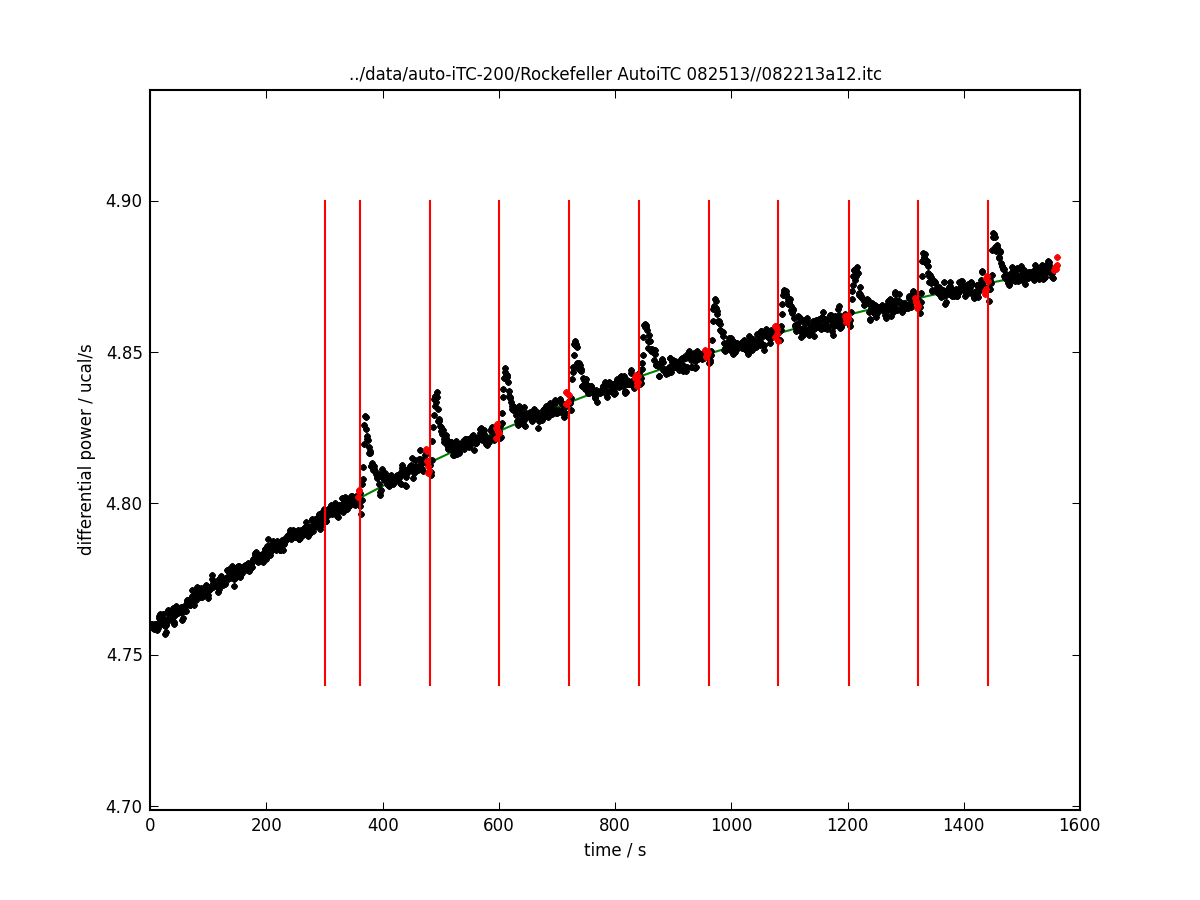 ../data/auto-iTC-200/Rockefeller AutoiTC 082513//082213a12.itc
4.90
4.85
4.80
4.75
4.70
differential power / ucal/s
0 200 400 600 800 1000 1200 1400 1600
time / s